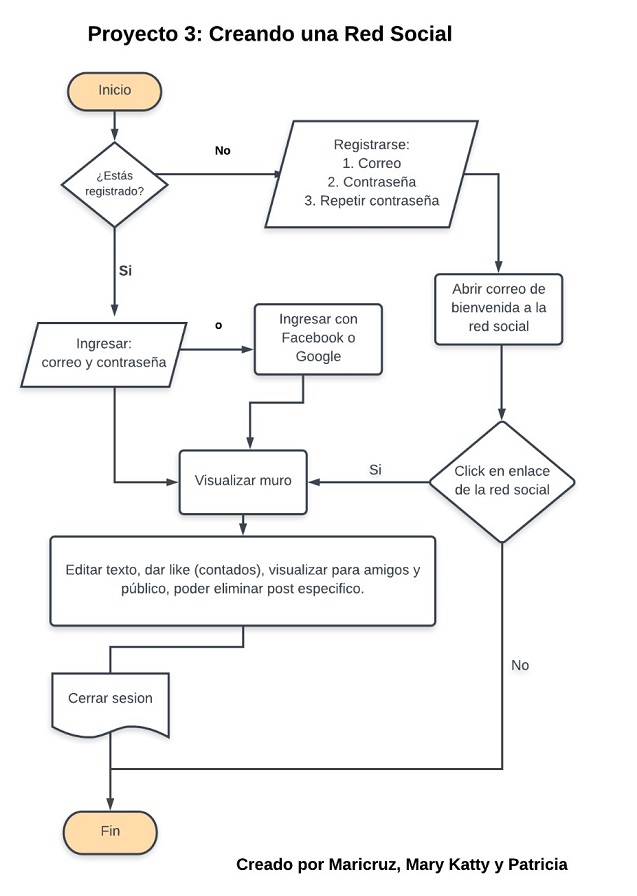 Proyecto 3: Creando una Red Social
Inicio
¿Estás
registrado?
No
Registrarse:
1. Correo
2. Contraseña
3. Repetir contraseña
Si
Abrir correo de
bienvenida a la
red social
Ingresar:
correo y contraseña
o
Ingresar con
Facebook o
Google
Visualizar muro
Si
Click en enlace
de la red social
Editar texto, dar like (contados), visualizar para amigos y
público, poder eliminar post especifico.
No
Cerrar sesion
Fin
Creado por Maricruz, Mary Katty y Patricia